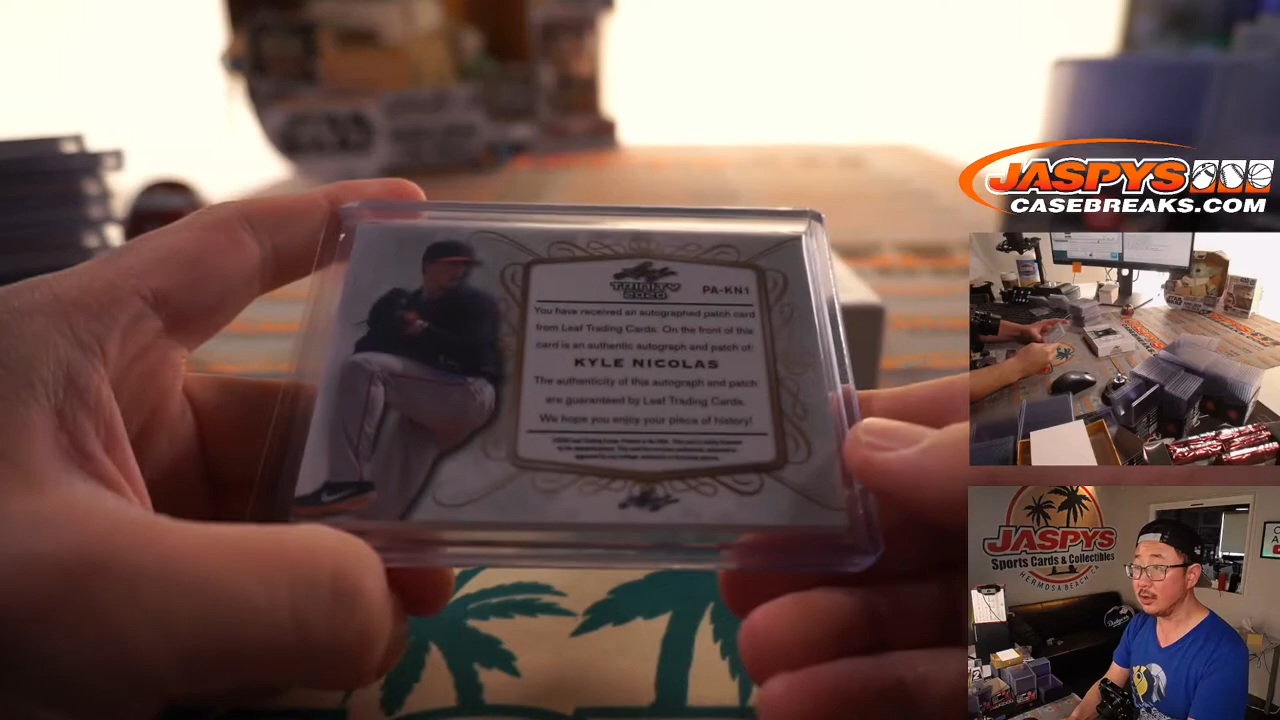 TRINITY
2020
PA-KN1
You have received an autographed patch card
from Leaf Trading Cards. On the front of this
card is an authentic autograph and patch of:
KYLE NICOLAS
The authenticity of this autograph and patch
are guaranteed by Leaf Trading Cards.
We hope you enjoy your piece of history!
JASPYS
CASEBREAKS.COM
JASPYS
Sports Cards & Collectibles
HERMOSA BEACH, CA